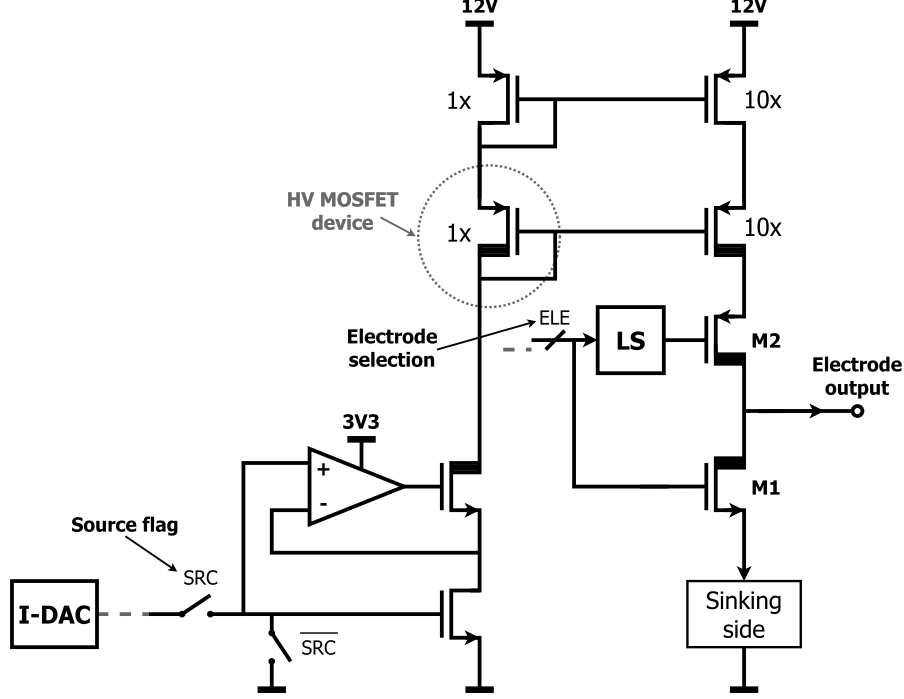 12V
12V
1x
10x
HV MOSFET
device
1x
10x
Electrode
selection
ELE
LS
M2
Electrode
output
3V3
+
-
M1
Source flag
SRC
I-DAC
SRC
Sinking
side